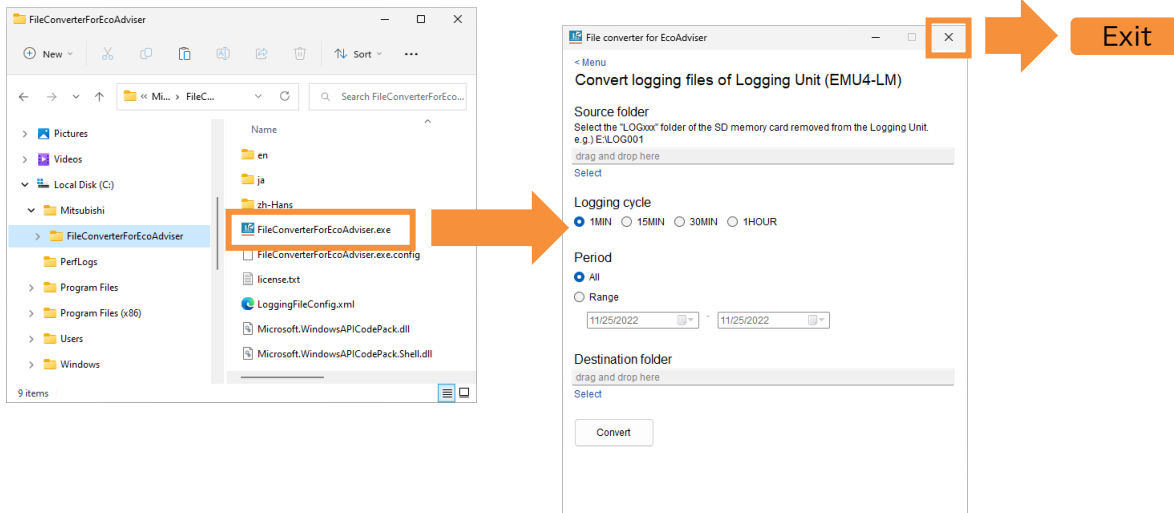 FileConverterForEcoAdviser
New
Sort
« Mi... › FileC...
Search FileConverterForEco...
Pictures
Videos
Local Disk (C:)
Mitsubishi
FileConverterForEcoAdviser
PerfLogs
Program Files
Program Files (x86)
Users
Windows
Name
en
ja
zh-Hans
FileConverterForEcoAdviser.exe
FileConverterForEcoAdviser.exe.config
license.txt
LoggingFileConfig.xml
Microsoft.WindowsAPICodePack.dll
Microsoft.WindowsAPICodePack.Shell.dll
9 items
File converter for EcoAdviser
< Menu
Convert logging files of Logging Unit (EMU4-LM)
Source folder
Select the "LOGxxx" folder of the SD memory card removed from the Logging Unit.
e.g.) E:\LOG001
drag and drop here
Select
Logging cycle
1MIN 15MIN 30MIN 1HOUR
Period
All
Range
11/25/2022 - 11/25/2022
Destination folder
drag and drop here
Select
Convert
Exit